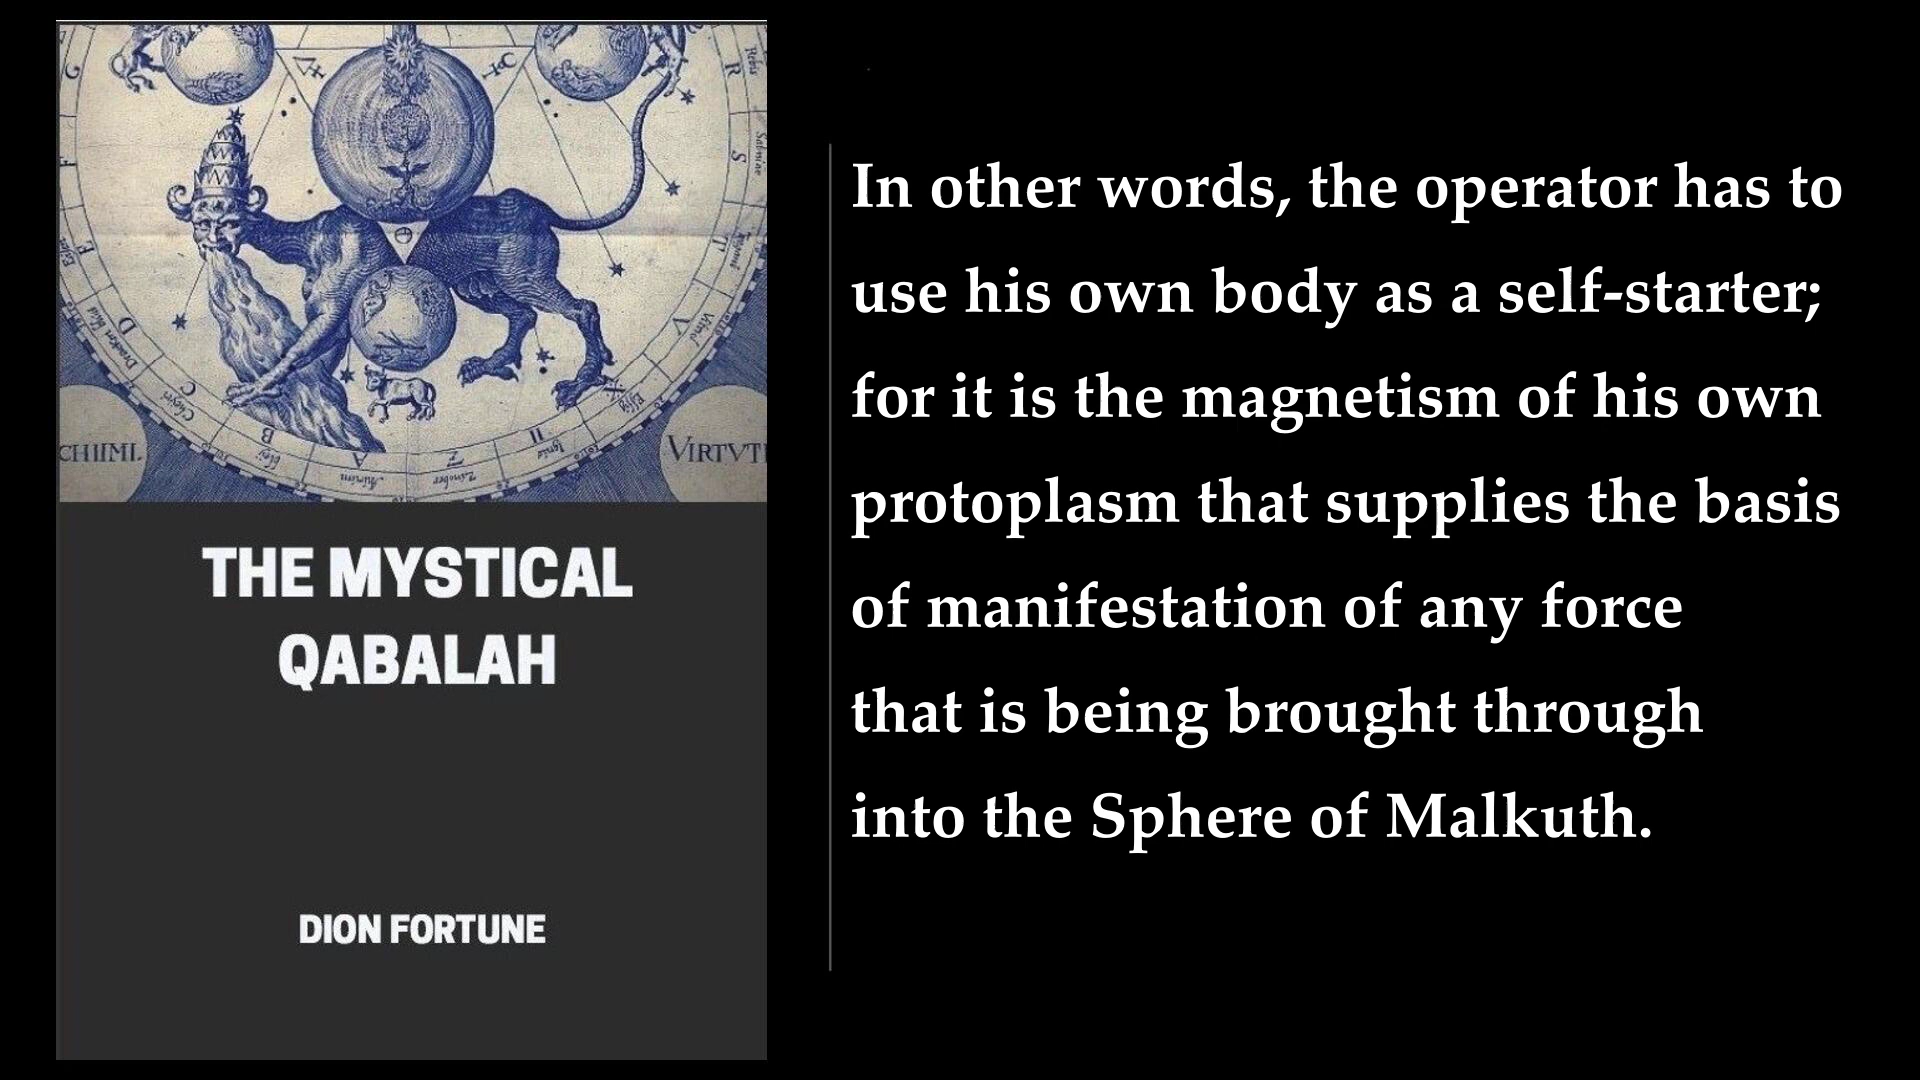 CHIIMI.
VIRTVTI
THE MYSTICAL
QABALAH
DION FORTUNE
In other words, the operator has to
use his own body as a self-starter;
for it is the magnetism of his own
protoplasm that supplies the basis
of manifestation of any force
that is being brought through
into the Sphere of Malkuth.